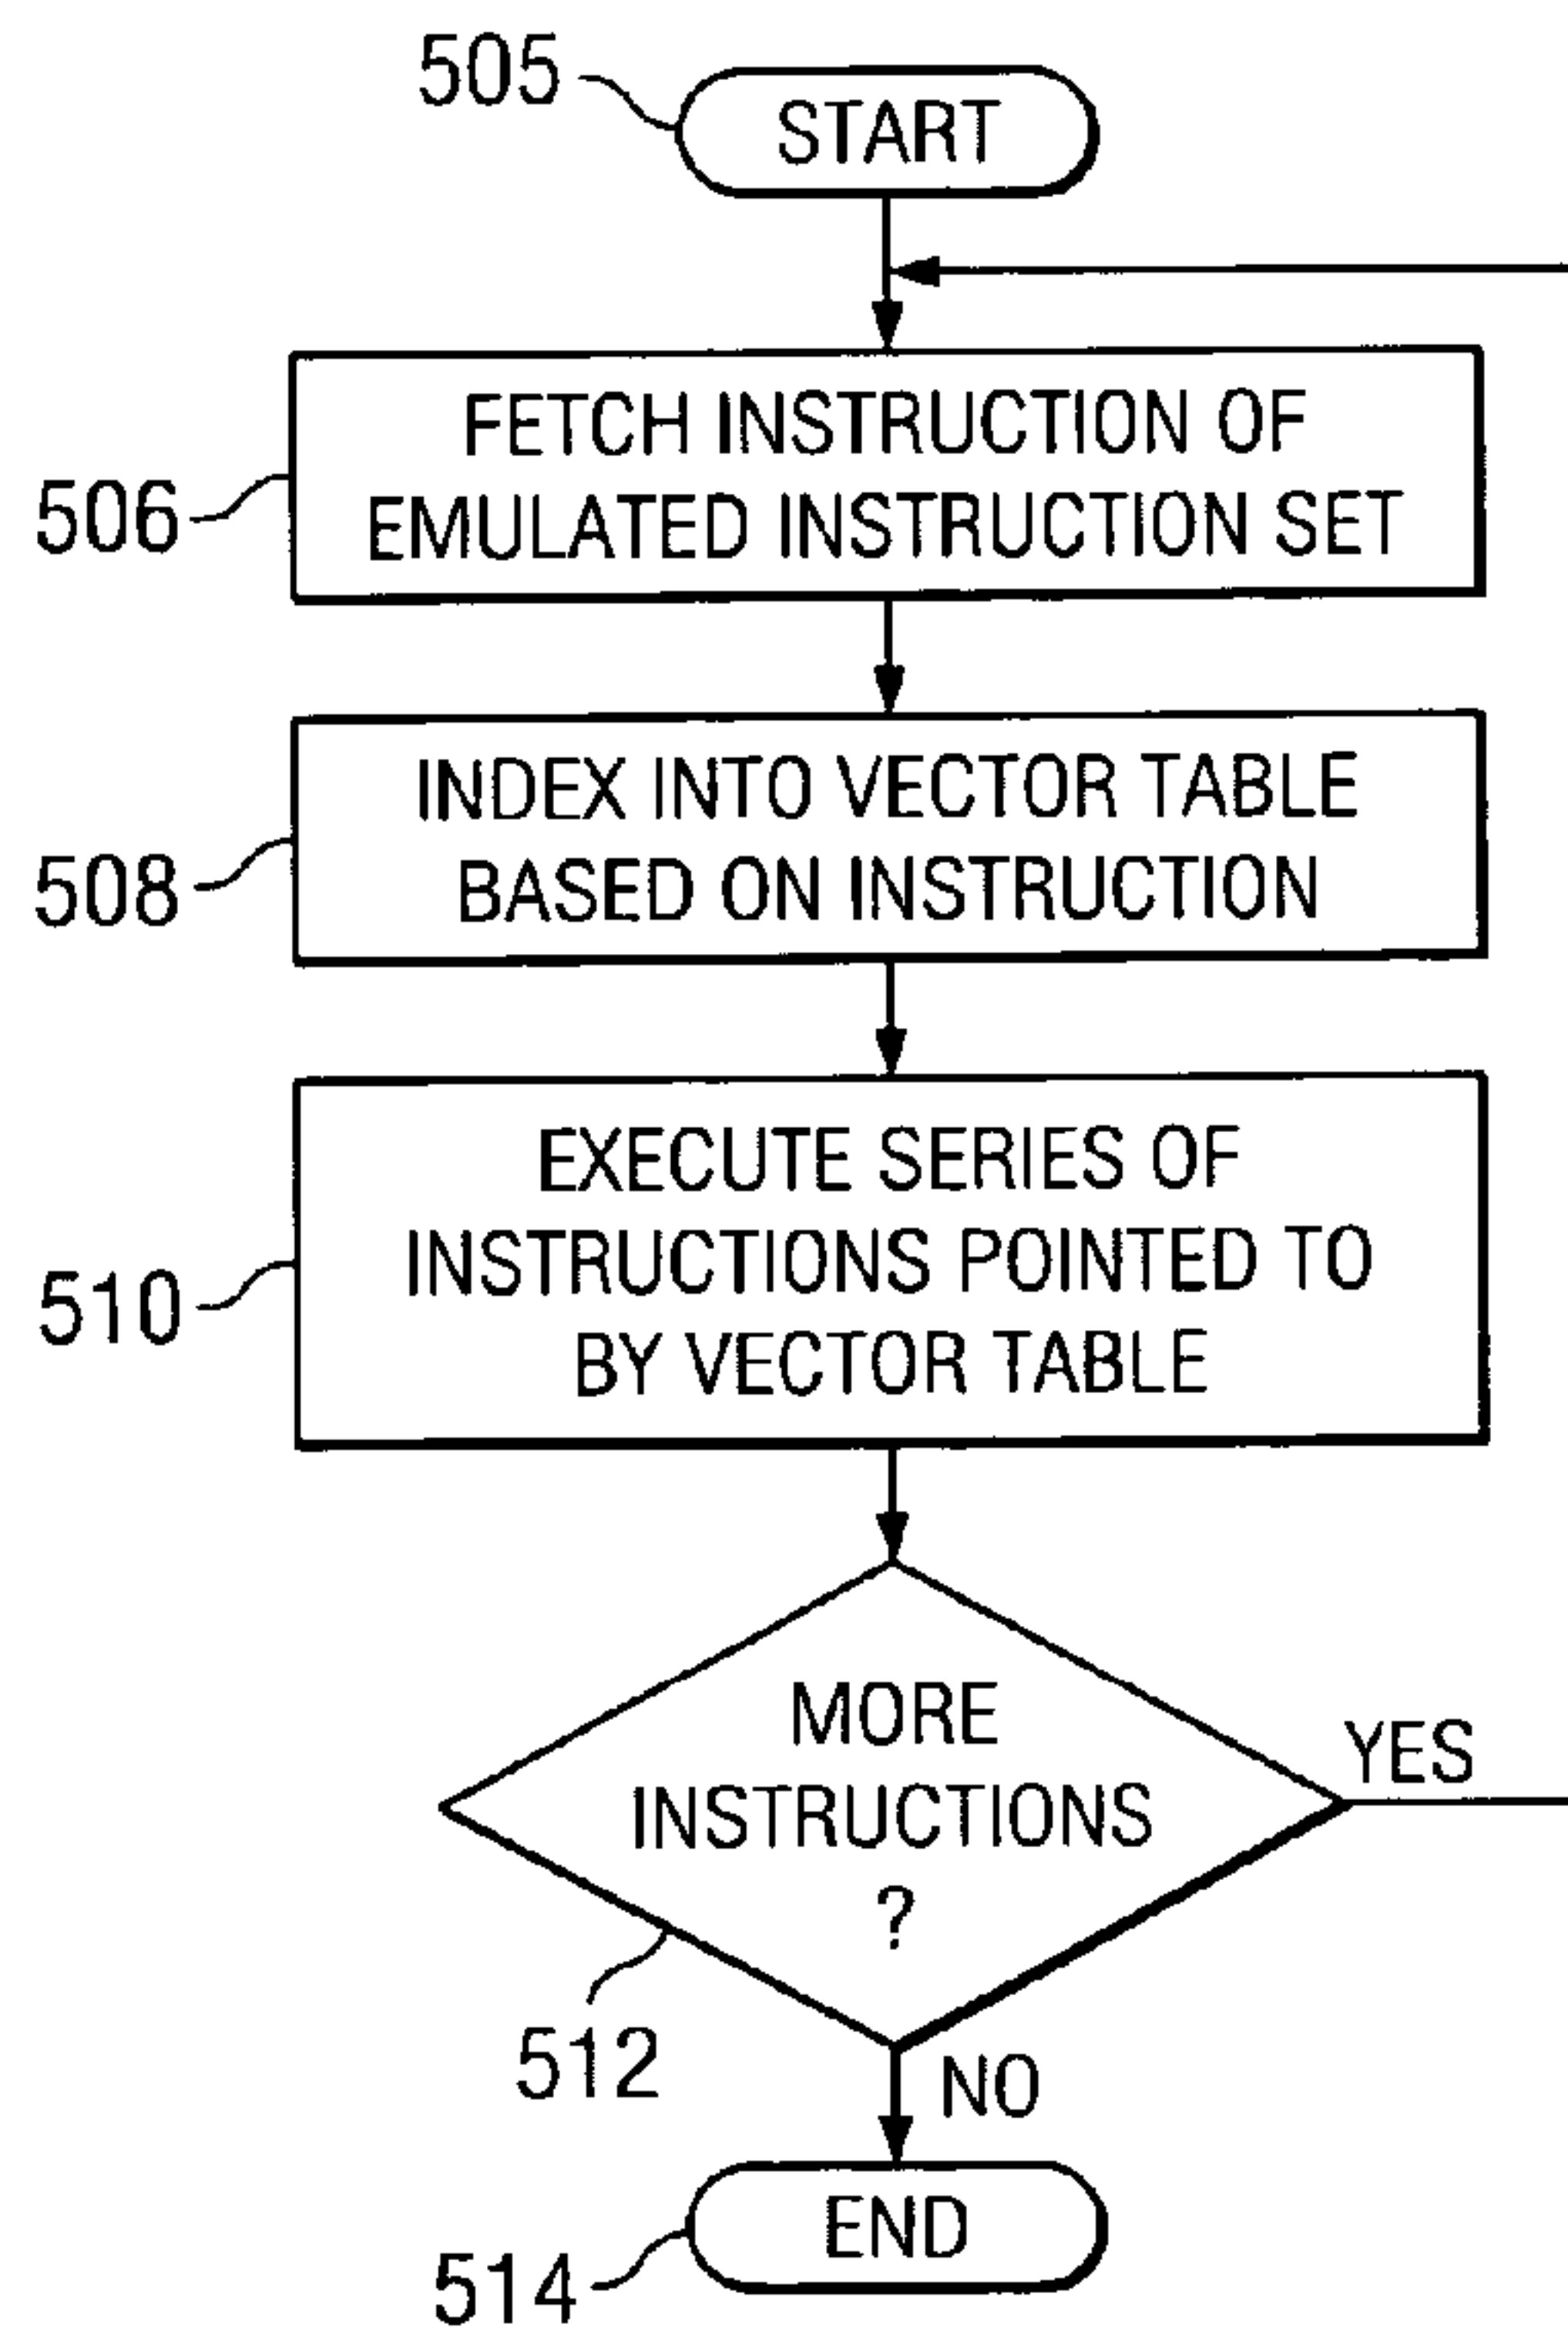 505
START
FETCH INSTRUCTION OF
EMULATED INSTRUCTION SET
506
INDEX INTO VECTOR TABLE
BASED ON INSTRUCTION
508
EXECUTE SERIES OF
INSTRUCTIONS POINTED TO
BY VECTOR TABLE
510
MORE
INSTRUCTIONS
?
YES
512
NO
END
514